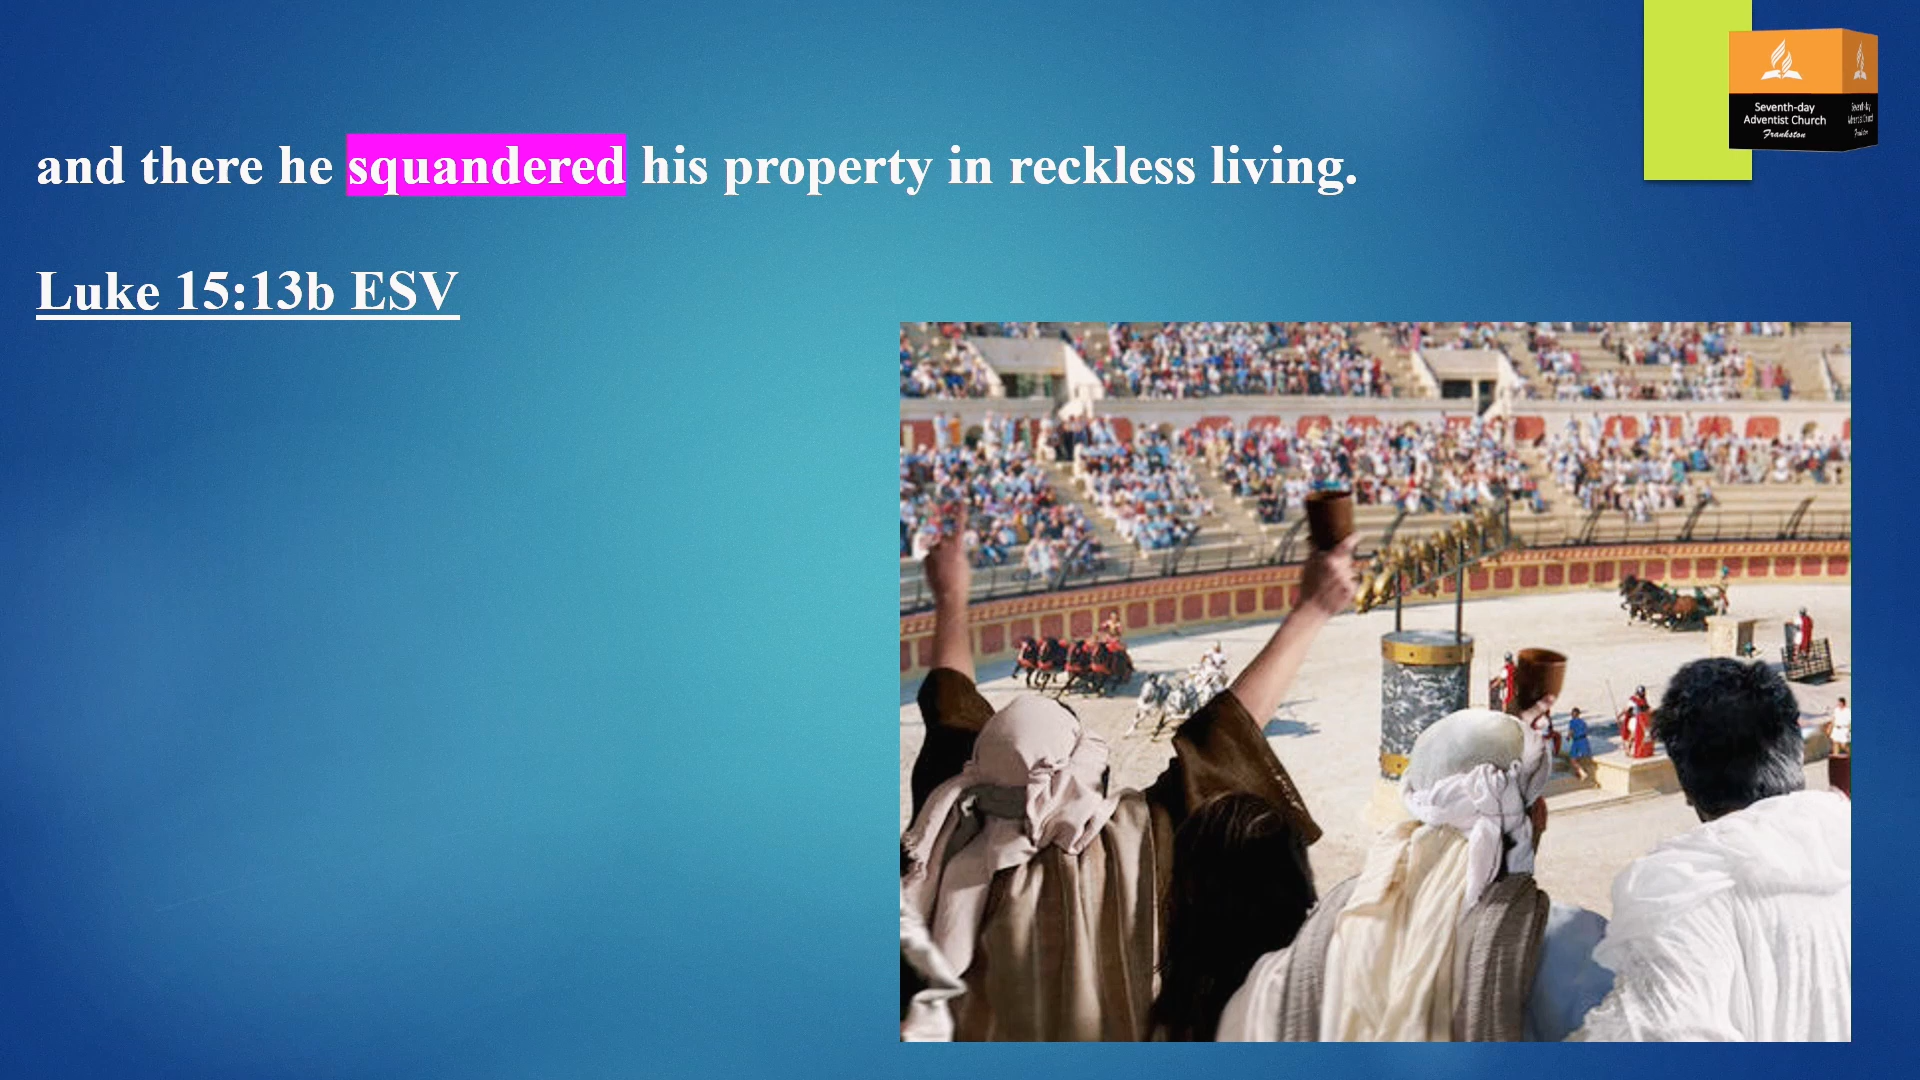 and there he squandered his property in reckless living.
Luke 15:13b ESV
Seventh-day
Adventist Church
Frankston